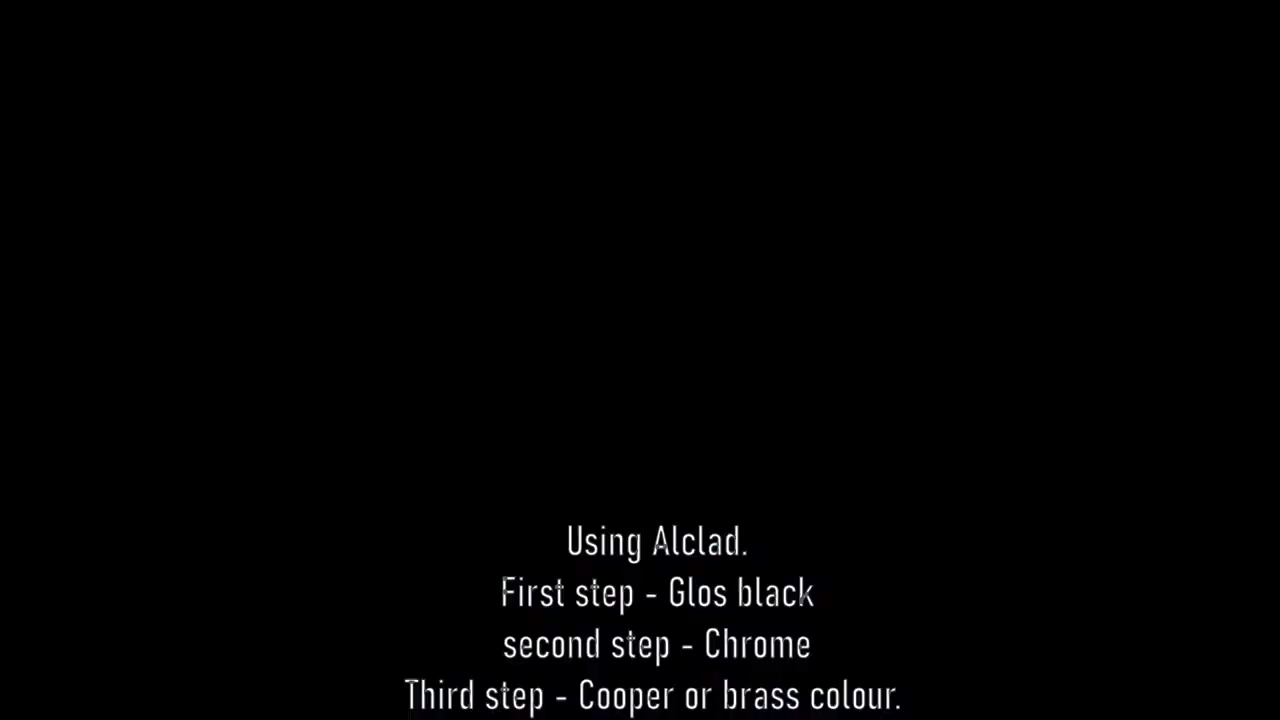 Using Alclad.
First step - Glos black
second step - Chrome
Third step - Cooper or brass colour.